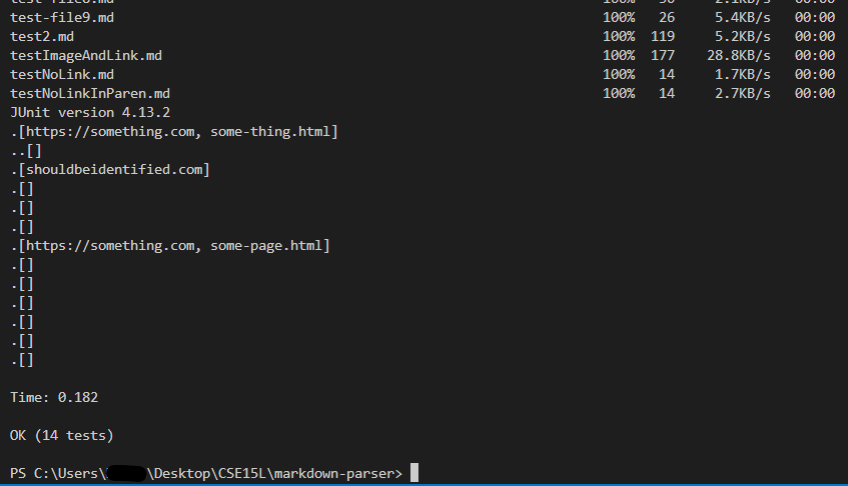 test-file8.md 100% 50 2.1KB/s 00:00
test-file9.md 100% 26 5.4KB/s 00:00
test2.md 100% 119 5.2KB/s 00:00
testImageAndLink.md 100% 177 28.8KB/s 00:00
testNoLink.md 100% 14 1.7KB/s 00:00
testNoLinkInParen.md 100% 14 2.7KB/s 00:00
JUnit version 4.13.2
.[https://something.com, some-thing.html]
..[]
.[shouldbeidentified.com]
.[]
.[]
.[]
.[https://something.com, some-page.html]
.[]
.[]
.[]
.[]
.[]
.[]
Time: 0.182
OK (14 tests)
PS C:\Users\ \Desktop\CSE15L\markdown-parser>